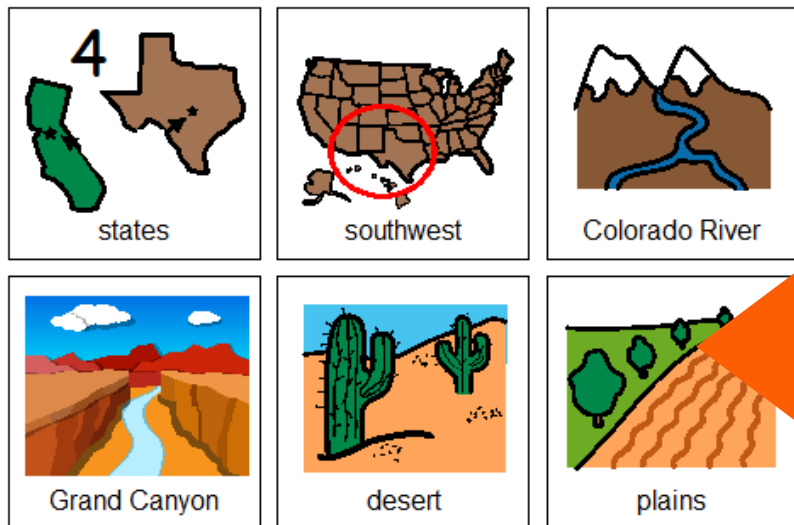 4
states
southwest
Colorado River
Grand Canyon
desert
plains